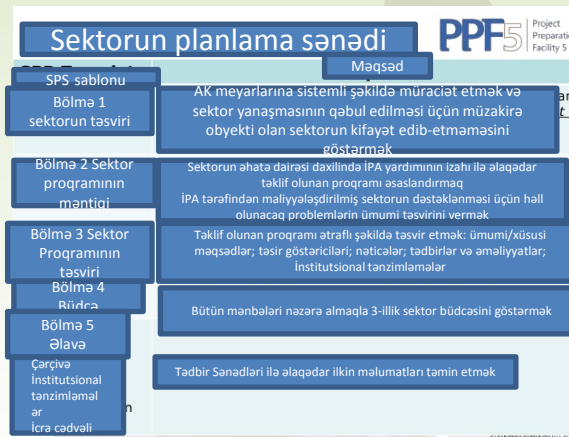 Sektorun planlama sənədi
PPF5
Project
Preparation
Facility 5
Məqsəd
SPS sablonu
Bölmə 1
sektorun təsviri
AK meyarlarına sistemli şəkildə müraciət etmək və
sektor yanaşmasının qəbul edilməsi üçün müzakirə
obyekti olan sektorun kifayət edib-etməməsini
göstərmək
Bölmə 2 Sektor
proqramının
məntiqi
Sektorun əhatə dairəsi daxilində İPA yardımının izahı ilə əlaqədar
təklif olunan proqramı əsaslandırmaq
İPA tərəfindən maliyyələşdirilmiş sektorun dəstəklənməsi üçün həll
olunacaq problemlərin ümumi təsvirini vermək
Bölmə 3 Sektor
Proqramının
təsviri
Təklif olunan proqramı ətraflı şəkildə təsvir etmək: ümumi/xüsusi
məqsədlər; təsir göstəriciləri; nəticələr; tədbirlər və əməliyyatlar;
İnstitutsional tənzimləmələr
Bölmə 4
Büdcə
Bütün mənbələri nəzərə almaqla 3-illik sektor büdcəsini göstərmək
Bölmə 5
Əlavə
Çərçivə
İnstitutsional
tənzimləməl
ər
İcra cədvəli
Tədbir Sənədləri ilə əlaqədar ilkin məlumatları təmin etmək